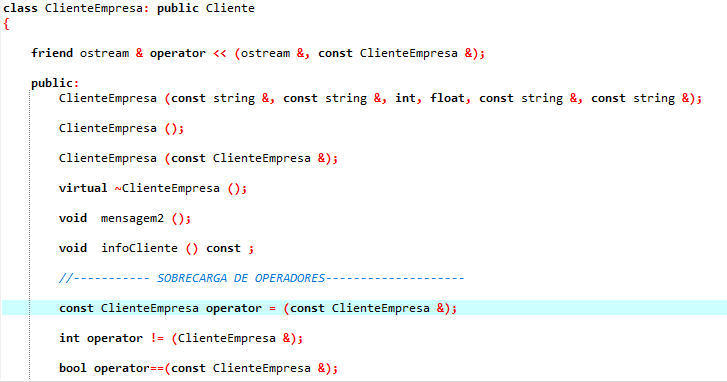 class ClienteEmpresa: public Cliente
{
friend ostream & operator << (ostream &, const ClienteEmpresa &);
public:
ClienteEmpresa (const string &, const string &, int, float, const string &, const string &);
ClienteEmpresa ();
ClienteEmpresa (const ClienteEmpresa &);
virtual ~ClienteEmpresa ();
void  mensagem2 ();
void  infoCliente () const ;
//----------- SOBRECARGA DE OPERADORES--------------------
const ClienteEmpresa operator = (const ClienteEmpresa &);
int operator != (ClienteEmpresa &);
bool operator==(const ClienteEmpresa &);